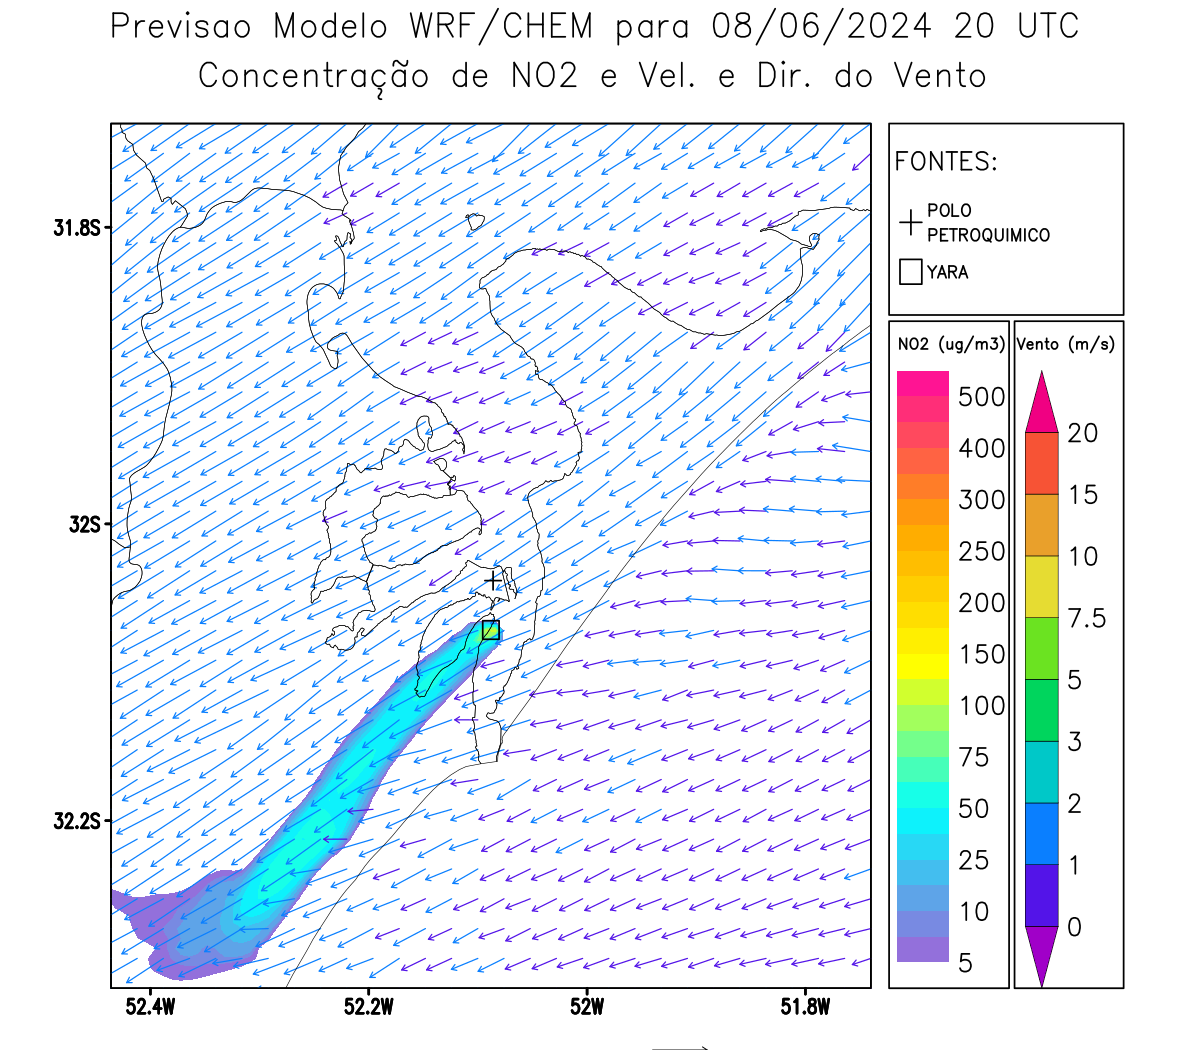 Previsao Modelo WRF/CHEM para 08/06/2024 20 UTC
Concentração de NO2 e Vel. e Dir. do Vento
FONTES:
POLO
PETROQUIMICO
YARA
NO2 (ug/m3)
500
400
300
250
200
150
100
75
50
25
10
5
Vento (m/s)
20
15
10
7.5
5
3
2
1
0
31.8S
32S
32.2S
52.4W
52.2W
52W
51.8W